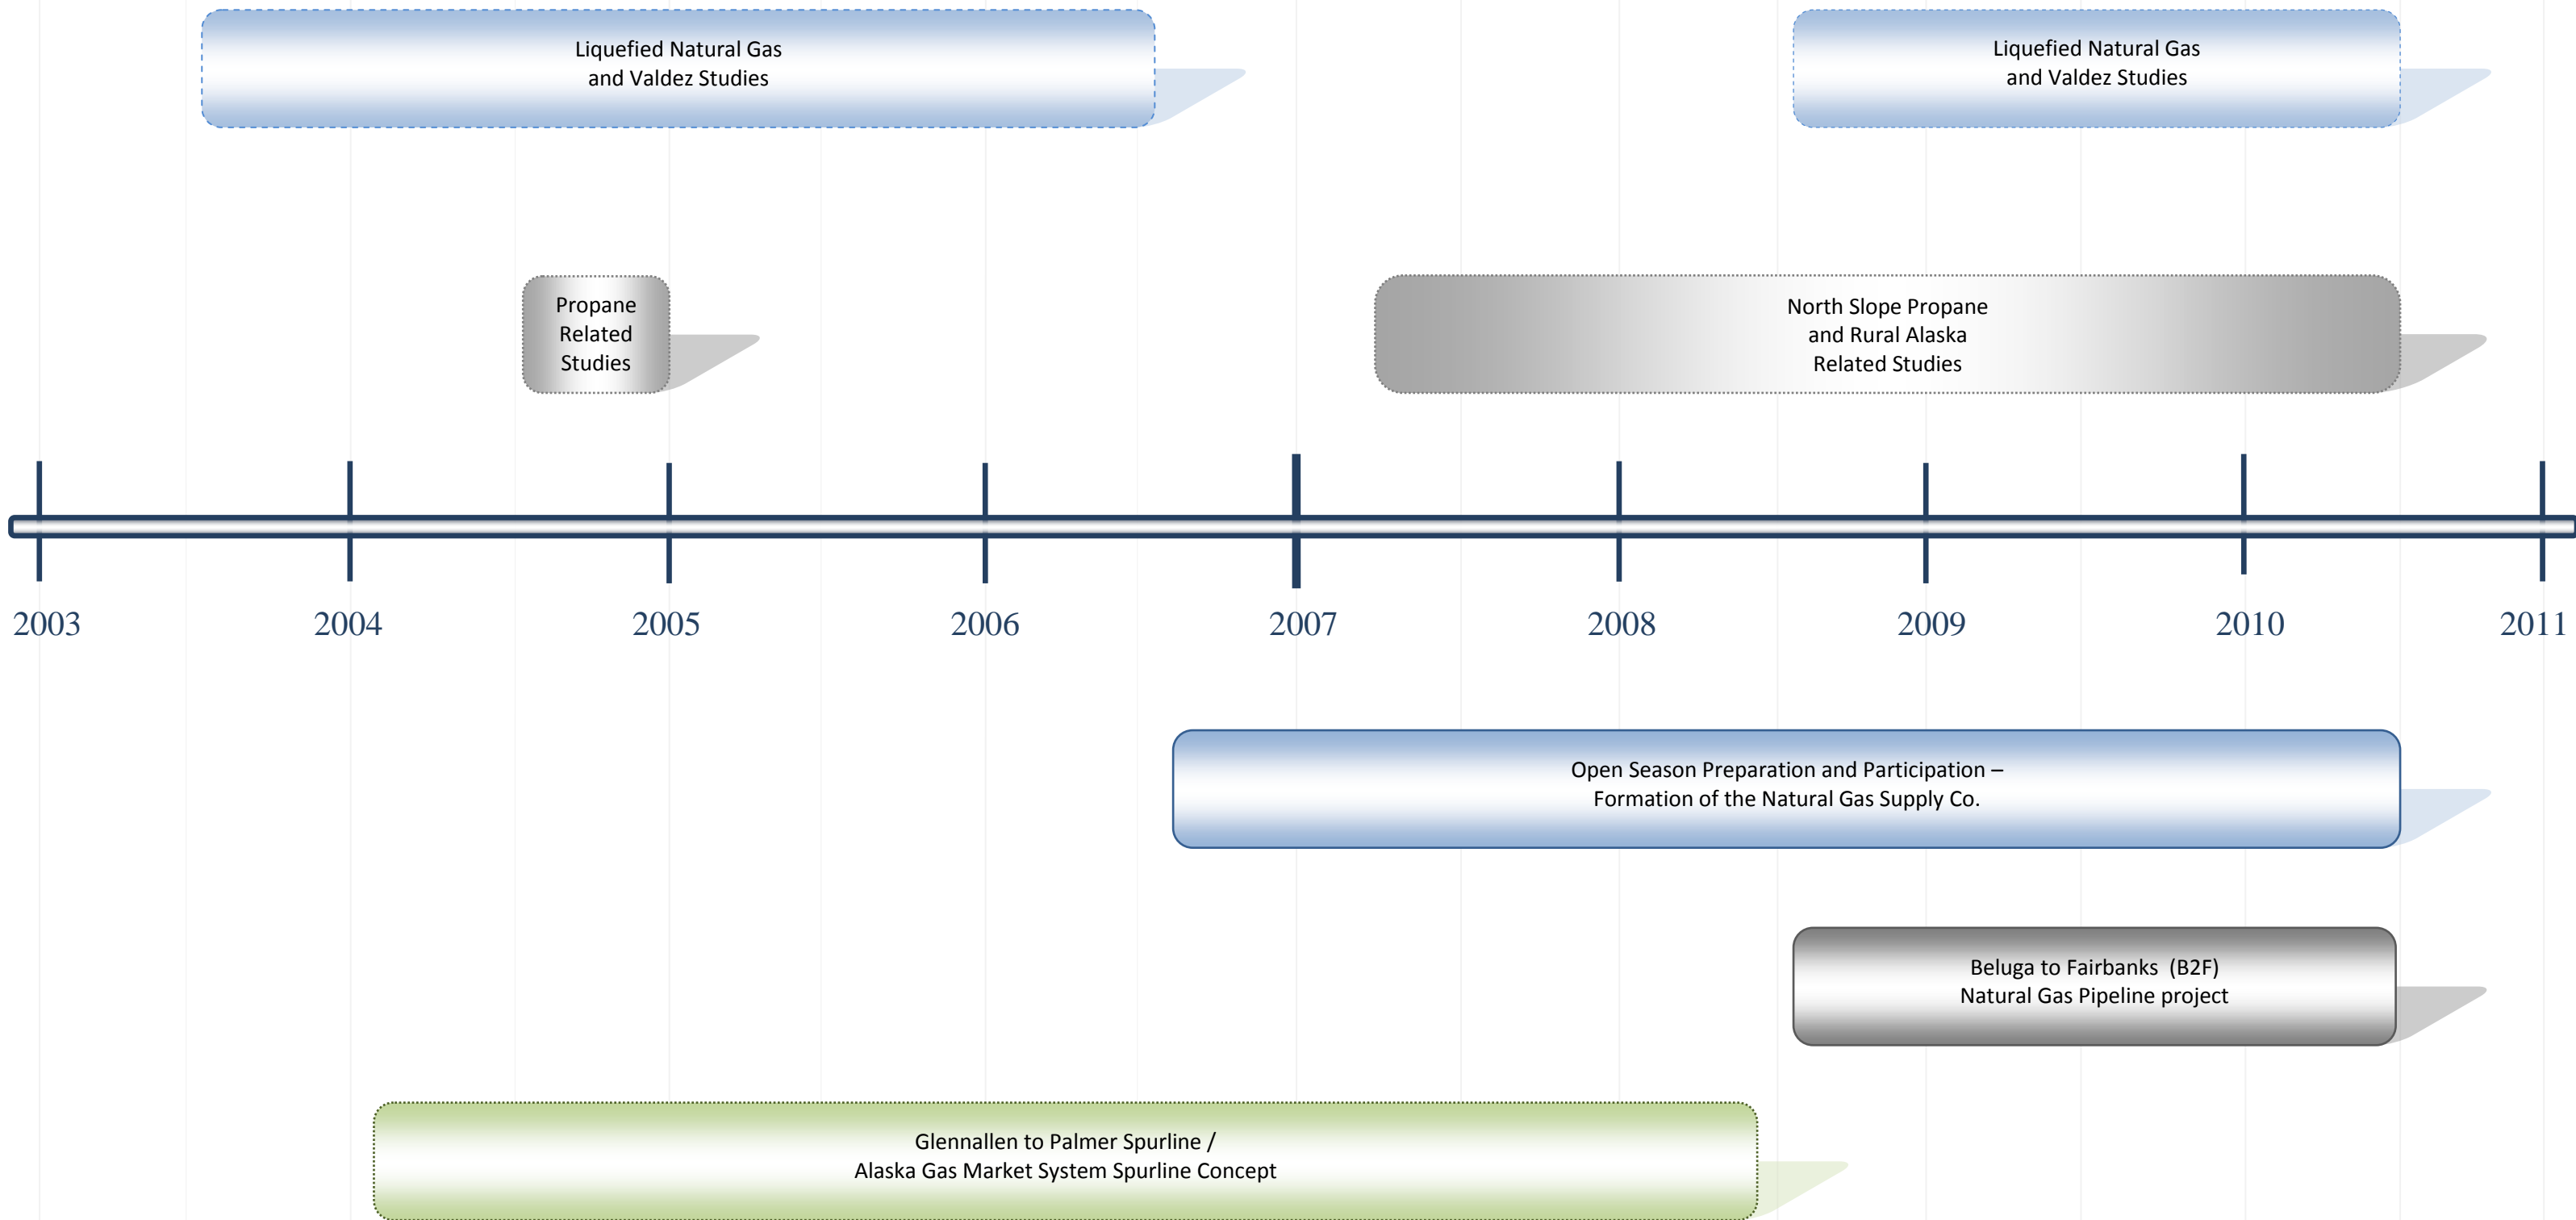 Liquefied Natural Gas
and Valdez Studies
Liquefied Natural Gas
and Valdez Studies
Propane
Related
Studies
North Slope Propane
and Rural Alaska
Related Studies
2003 2004 2005 2006 2007 2008 2009 2010 2011
Open Season Preparation and Participation –
Formation of the Natural Gas Supply Co.
Beluga to Fairbanks (B2F)
Natural Gas Pipeline project
Glennallen to Palmer Spurline /
Alaska Gas Market System Spurline Concept